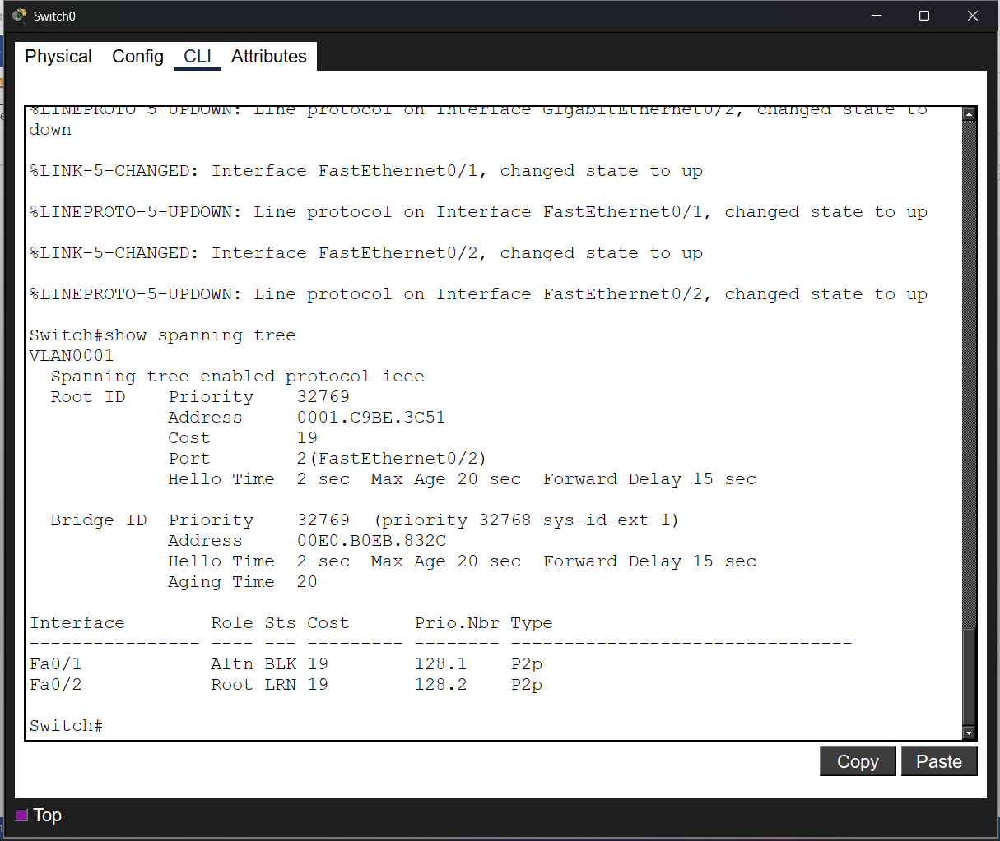 Switch0
Physical Config CLI Attributes
%LINEPROTO-5-UPDOWN: Line protocol on Interface GigabitEthernet0/2, changed state to
down
%LINK-5-CHANGED: Interface FastEthernet0/1, changed state to up
%LINEPROTO-5-UPDOWN: Line protocol on Interface FastEthernet0/1, changed state to up
%LINK-5-CHANGED: Interface FastEthernet0/2, changed state to up
%LINEPROTO-5-UPDOWN: Line protocol on Interface FastEthernet0/2, changed state to up
Switch#show spanning-tree
VLAN0001
  Spanning tree enabled protocol ieee
  Root ID    Priority    32769
             Address     0001.C9BE.3C51
             Cost        19
             Port        2(FastEthernet0/2)
             Hello Time  2 sec  Max Age 20 sec  Forward Delay 15 sec
  Bridge ID  Priority    32769  (priority 32768 sys-id-ext 1)
             Address     00E0.B0EB.832C
             Hello Time  2 sec  Max Age 20 sec  Forward Delay 15 sec
             Aging Time  20
Interface        Role Sts Cost      Prio.Nbr Type
---------------- ---- --- --------- -------- --------------------------------
Fa0/1            Altn BLK 19        128.1    P2p
Fa0/2            Root LRN 19        128.2    P2p
Switch#
Copy Paste
Top